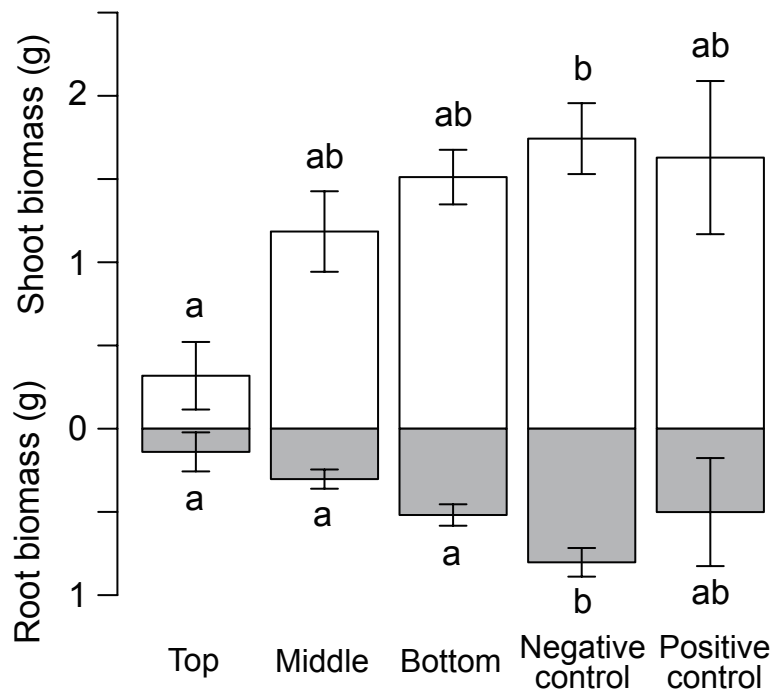 Shoot biomass (g)
Root biomass (g)
2
1
0
1
a
ab
ab
b
ab
a
a
a
b
ab
Top
Middle
Bottom
Negative
control
Positive
control